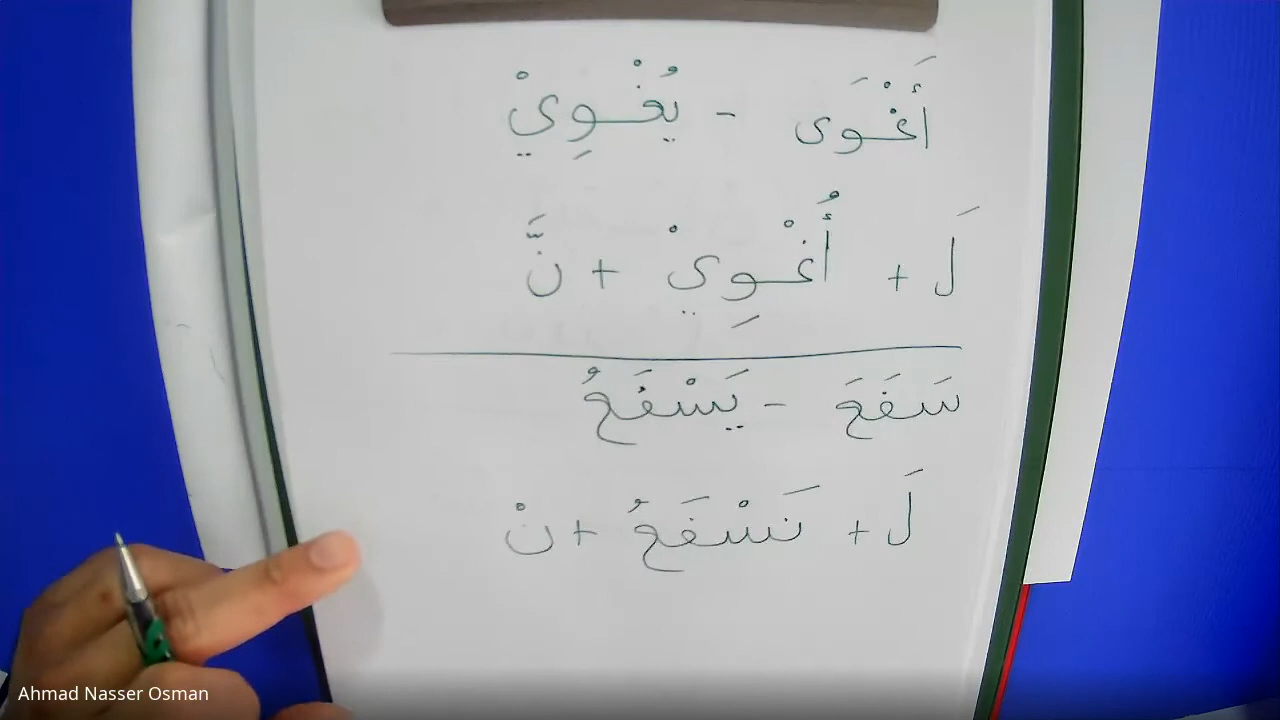 أَغْوَى - يُغْوِيْ
لَ + أُغْوِيْ + نَّ
سَفَعَ - يَسْفَعُ
لَ + نَسْفَعُ + نْ
Ahmad Nasser Osman